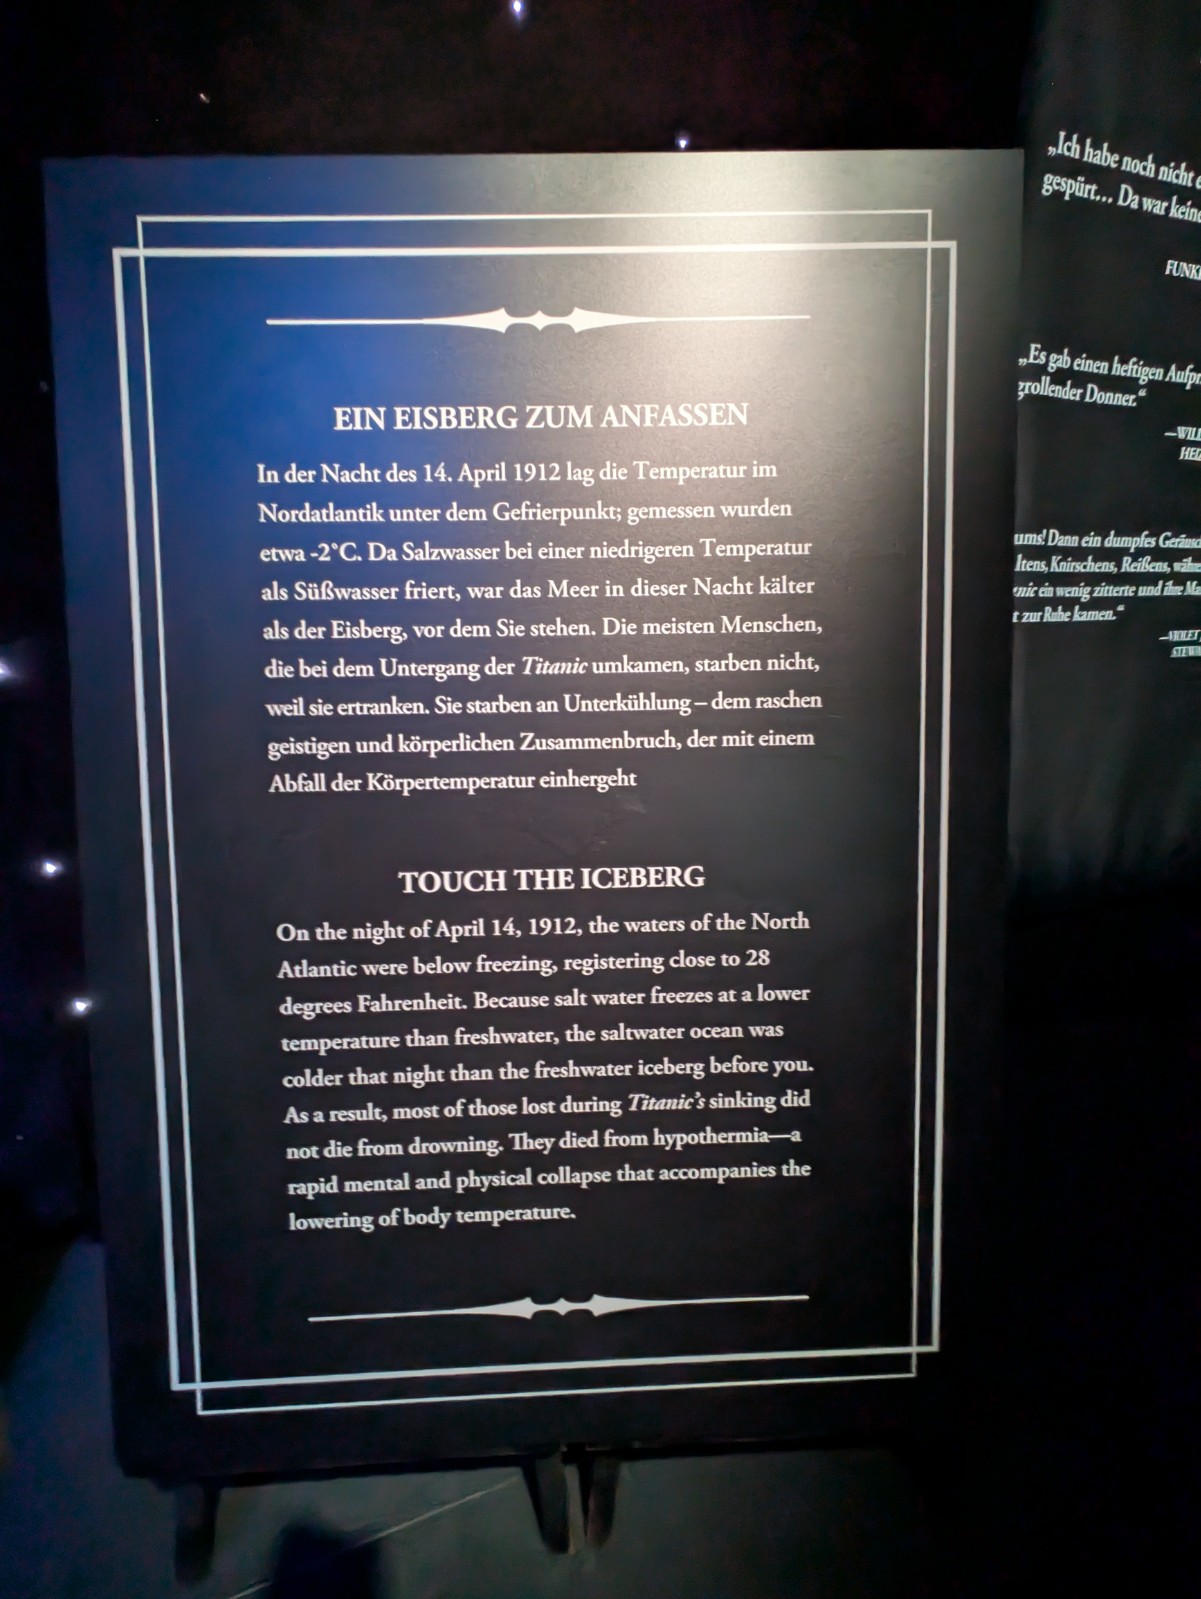 EIN EISBERG ZUM ANFASSEN
In der Nacht des 14. April 1912 lag die Temperatur im
Nordatlantik unter dem Gefrierpunkt; gemessen wurden
etwa -2°C. Da Salzwasser bei einer niedrigeren Temperatur
als Süßwasser friert, war das Meer in dieser Nacht kälter
als der Eisberg, vor dem Sie stehen. Die meisten Menschen,
die bei dem Untergang der Titanic umkamen, starben nicht,
weil sie ertranken. Sie starben an Unterkühlung – dem raschen
geistigen und körperlichen Zusammenbruch, der mit einem
Abfall der Körpertemperatur einhergeht
TOUCH THE ICEBERG
On the night of April 14, 1912, the waters of the North
Atlantic were below freezing, registering close to 28
degrees Fahrenheit. Because salt water freezes at a lower
temperature than freshwater, the saltwater ocean was
colder that night than the freshwater iceberg before you.
As a result, most of those lost during Titanic's sinking did
not die from drowning. They died from hypothermia—a
rapid mental and physical collapse that accompanies the
lowering of body temperature.
„Ich habe noch nicht
gespürt... Da war
„Es gab einen heftigen
grollender Donner.“
ums! Dann ein dumpfes
Knirschens, Reißens,
ein wenig zitterte und ihre
zur Ruhe kamen.“
—VIOLET